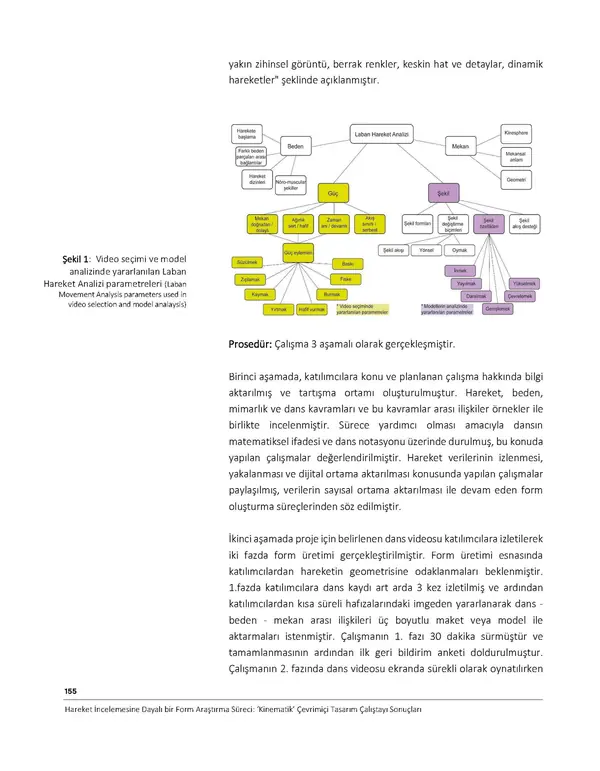 yakın zihinsel görüntü, berrak renkler, keskin hat ve detaylar, dinamik
hareketler" şeklinde açıklanmıştır.
Laban Hareket Analizi
Beden
Harekete
başlama
Farklı beden
parçaları arası
bağlantılar
Hareket
dizinleri
Nöro-muscular
şekiller
Mekan
Kinesphere
Mekansal
anlam
Geometri
Güç
Mekan
doğrudan /
dolaylı
Ağırlık
sert / hafif
Zaman
ani / devamlı
Akış
sınırlı /
serbest
Güç eylemleri
Süzülmek
Zıplamak
Kaymak
Yırtmak
Hafif vurmak
Burmak
Fiske
Baskı
Şekil
Şekil formları
Şekil
değiştirme
biçimleri
Şekil
özellikleri
Şekil
akış desteği
Şekil akışı
Yönsel
Oymak
İnmek
Yayılmak
Daralmak
Genişlemek
Çevrelemek
Yükselmek
* Video seçiminde
yararlanılan parametreler
* Modellerin analizinde
yararlanılan parametreler
Şekil 1: Video seçimi ve model
analizinde yararlanılan Laban
Hareket Analizi parametreleri (Laban
Movement Analysis parameters used in
video selection and model analaysis)
Prosedür: Çalışma 3 aşamalı olarak gerçekleşmiştir.
Birinci aşamada, katılımcılara konu ve planlanan çalışma hakkında bilgi
aktarılmış ve tartışma ortamı oluşturulmuştur. Hareket, beden,
mimarlık ve dans kavramları ve bu kavramlar arası ilişkiler örnekler ile
birlikte incelenmiştir. Sürece yardımcı olması amacıyla dansın
matematiksel ifadesi ve dans notasyonu üzerinde durulmuş, bu konuda
yapılan çalışmalar değerlendirilmiştir. Hareket verilerinin izlenmesi,
yakalanması ve dijital ortama aktarılması konusunda yapılan çalışmalar
paylaşılmış, verilerin sayısal ortama aktarılması ile devam eden form
oluşturma süreçlerinden söz edilmiştir.
İkinci aşamada proje için belirlenen dans videosu katılımcılara izletilerek
iki fazda form üretimi gerçekleştirilmiştir. Form üretimi esnasında
katılımcılardan hareketin geometrisine odaklanmaları beklenmiştir.
1.fazda katılımcılara dans kaydı art arda 3 kez izletilmiş ve ardından
katılımcılardan kısa süreli hafızalarındaki imgeden yararlanarak dans -
beden - mekan arası ilişkileri üç boyutlu maket veya model ile
aktarmaları istenmiştir. Çalışmanın 1. fazı 30 dakika sürmüştür ve
tamamlanmasının ardından ilk geri bildirim anketi doldurulmuştur.
Çalışmanın 2. fazında dans videosu ekranda sürekli olarak oynatılırken
155
Hareket İncelemesine Dayalı bir Form Araştırma Süreci: 'Kinematik' Çevrimiçi Tasarım Çalıştayı Sonuçları